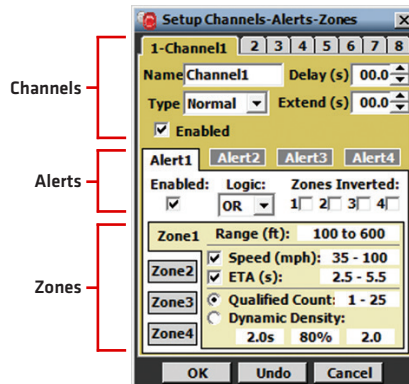 Setup Channels-Alerts-Zones
1-Channel1 2 3 4 5 6 7 8
Channels
Name Channel1 Delay (s) 00.0
Type Normal Extend (s) 00.0
Enabled
Alerts
Alert1 Alert2 Alert3 Alert4
Enabled: Logic: Zones Inverted:
OR 1 2 3 4
Zones
Zone1 Range (ft): 100 to 600
Speed (mph): 35 - 100
Zone2 ETA (s): 2.5 - 5.5
Zone3 Qualified Count: 1 - 25
Dynamic Density:
Zone4 2.0s 80% 2.0
OK Undo Cancel